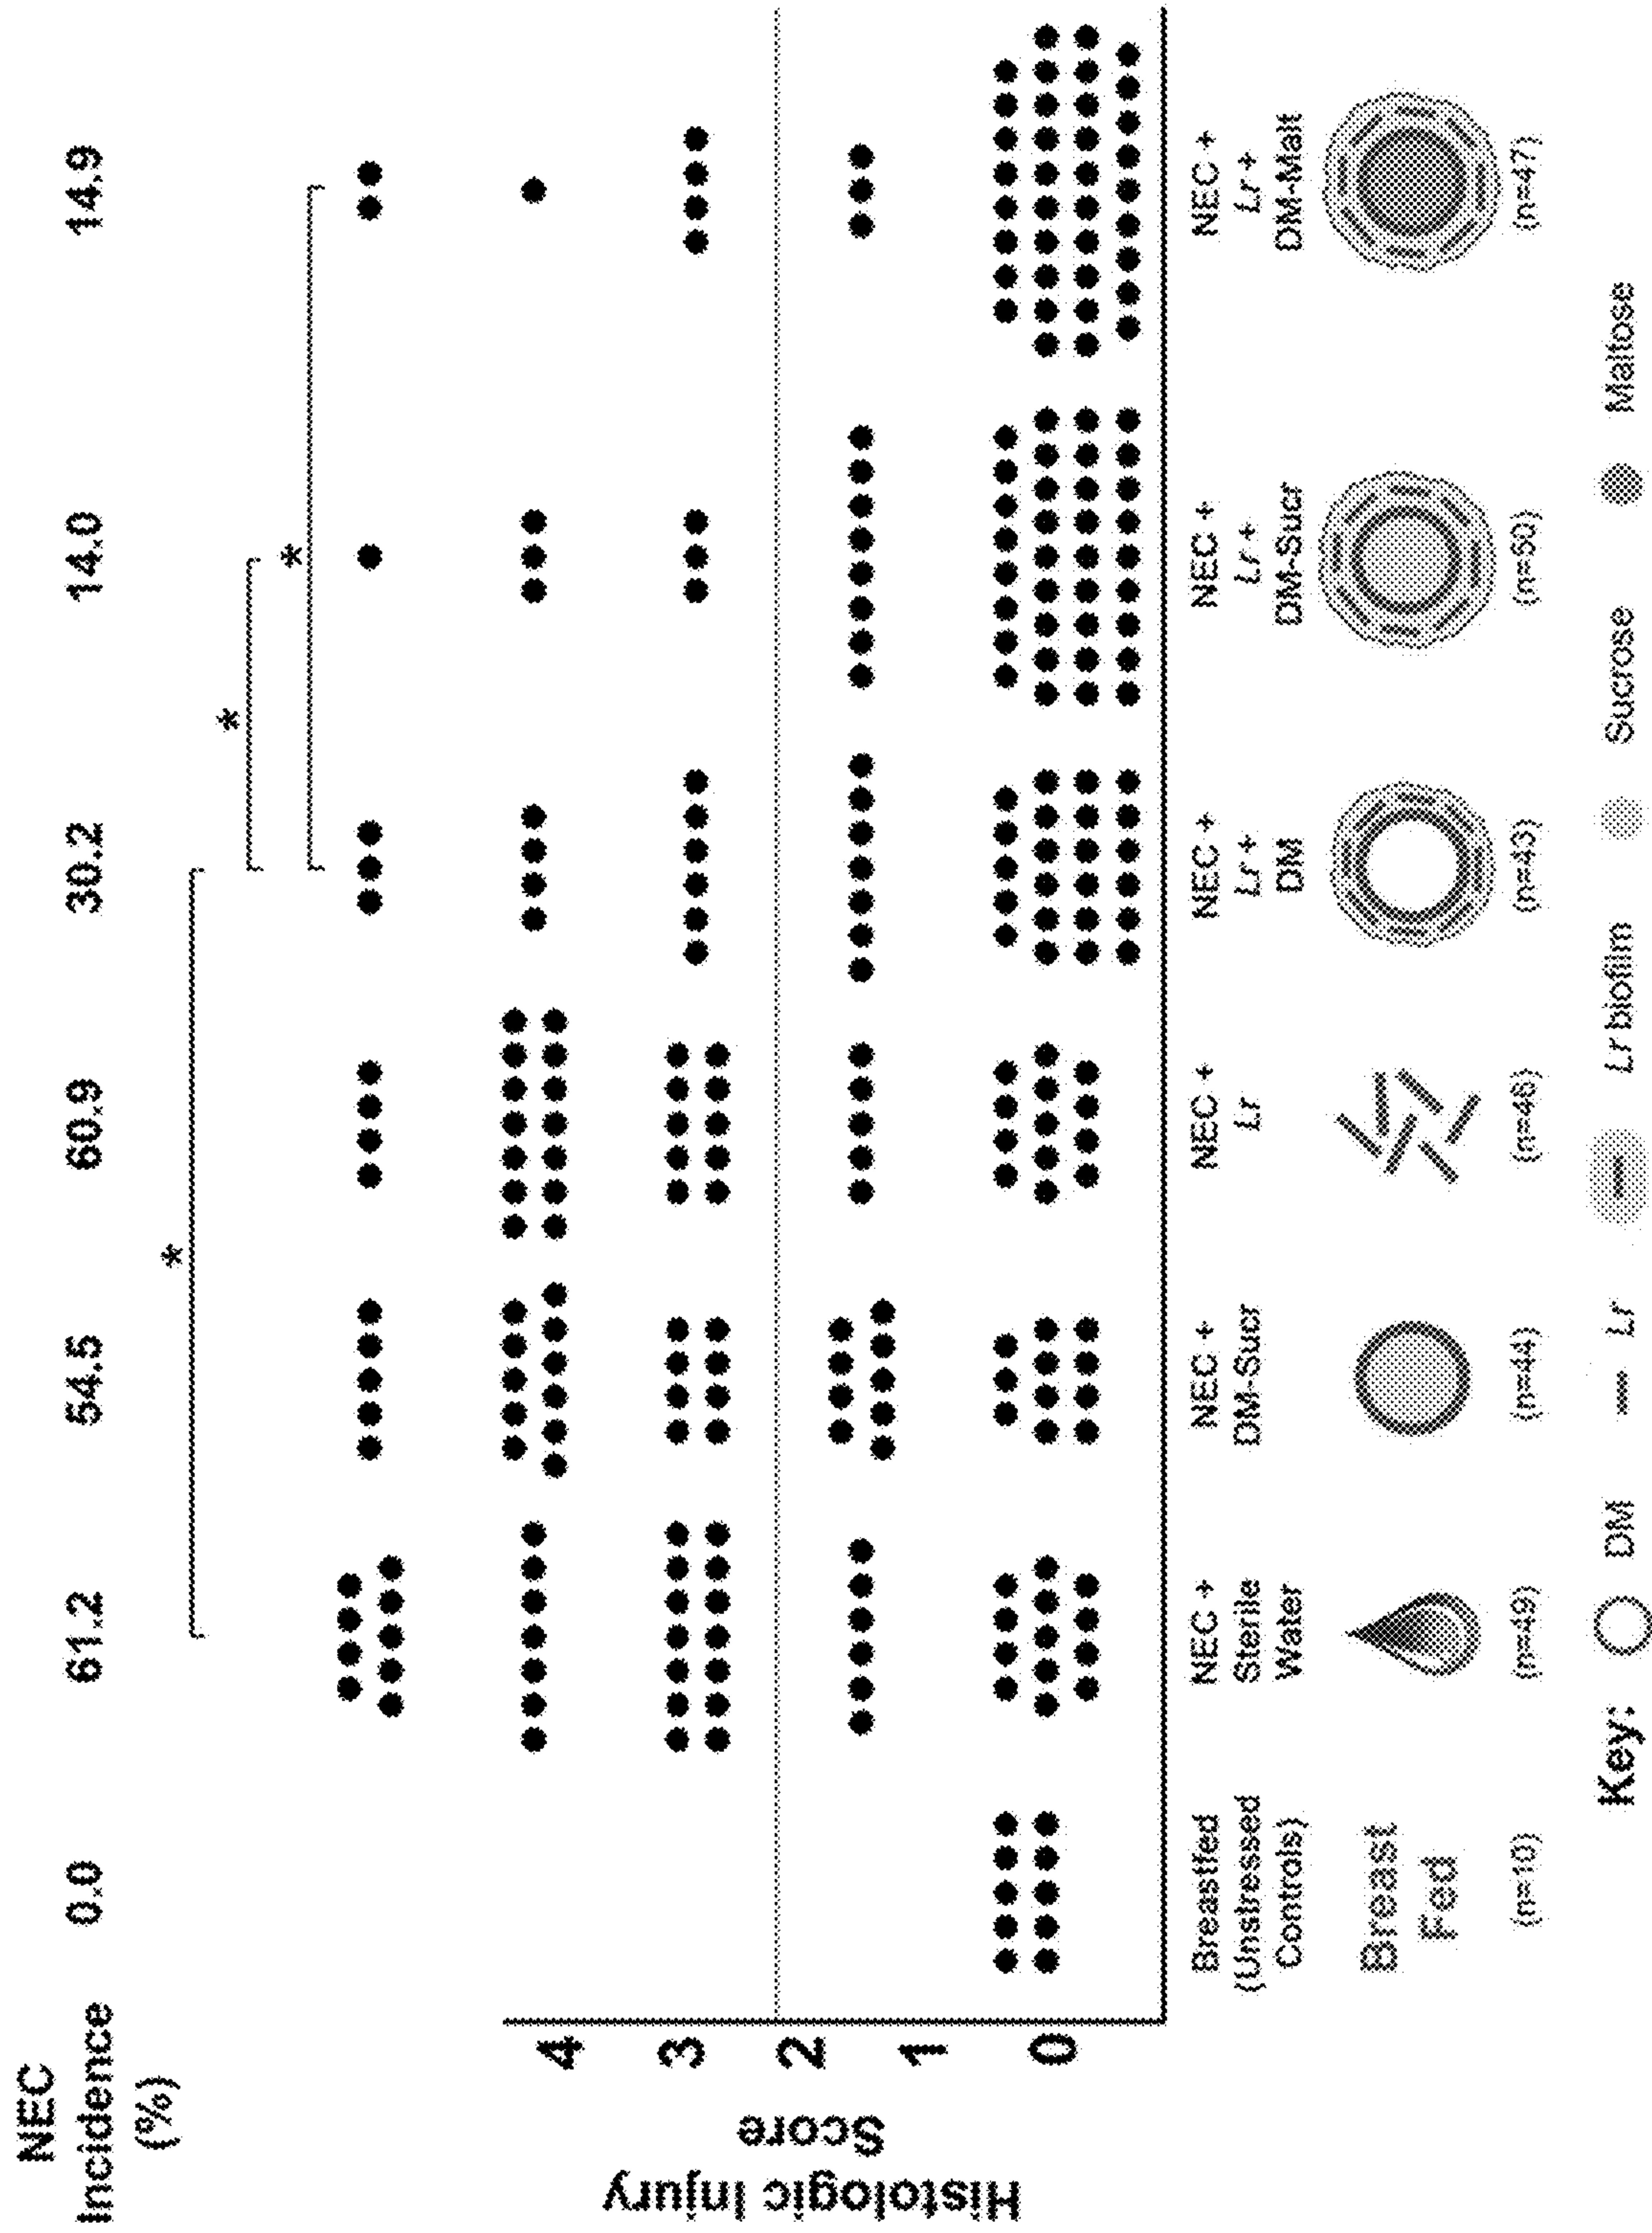 NEC
Incidence
(%)
0.0
61.2
54.5
60.9
30.2
14.0
14.9
*
*
*
Histologic Injury
Score
4
3
2
1
0
Breastfed
(Unstressed
Controls)
NEC +
Sterile
Water
NEC +
DM-Sucr
NEC +
Lr
NEC +
Lr +
DM
NEC +
Lr +
DM-Sucr
NEC +
Lr +
DM-Malt
Breast
Fed
(n=10)
(n=49)
(n=44)
(n=46)
(n=43)
(n=50)
(n=47)
Key: DM Lr Lr biofilm Sucrose Maltose